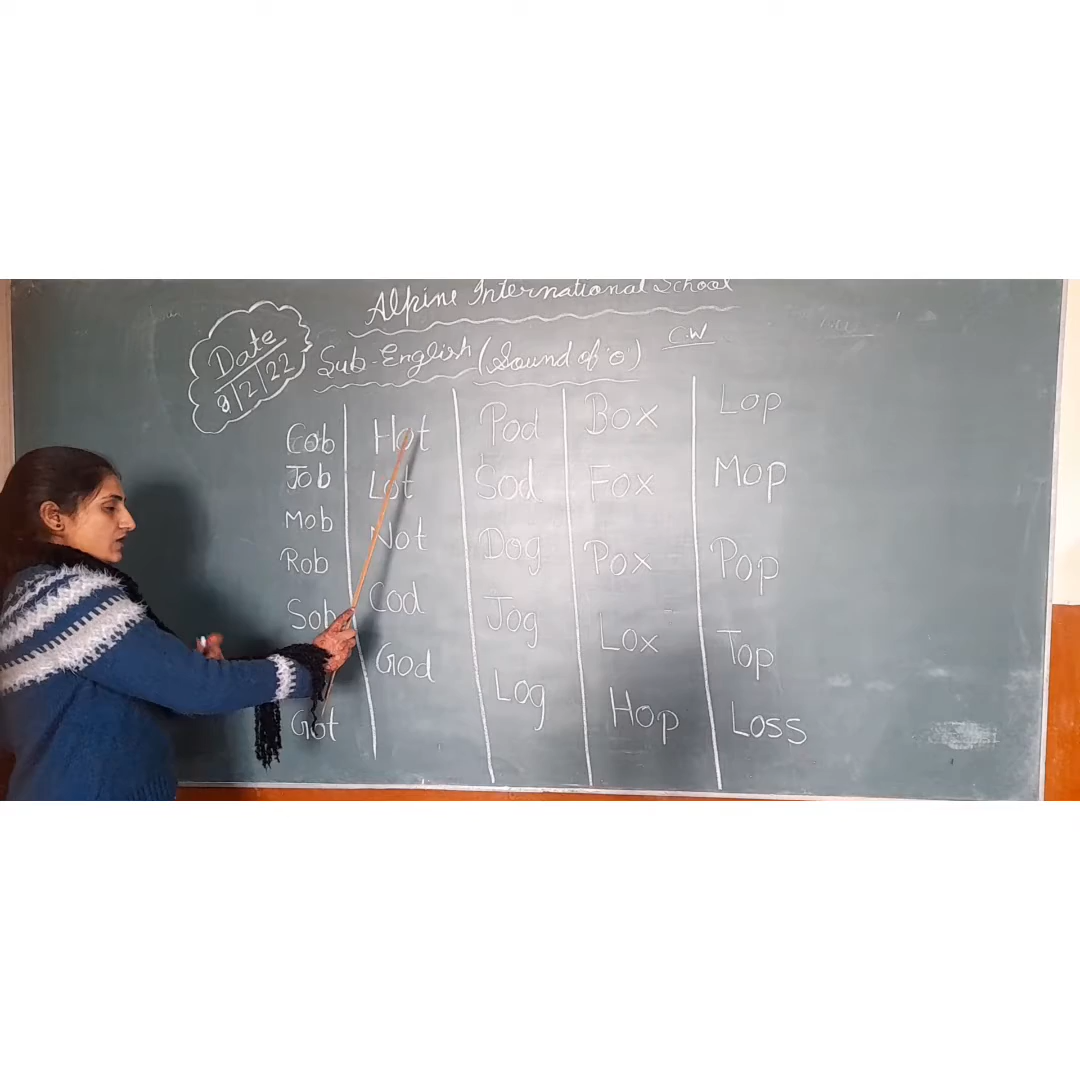 Alpine International School
Date
8/2/22
Sub-English (Sound of 'o')
C.W
Cob
Job
Mob
Rob
Sob
Got
Hot
Lot
Not
Cod
God
Pod
Sod
Dog
Jog
Log
Box
Fox
Pox
Lox
Hop
Lop
Mop
Pop
Top
Loss